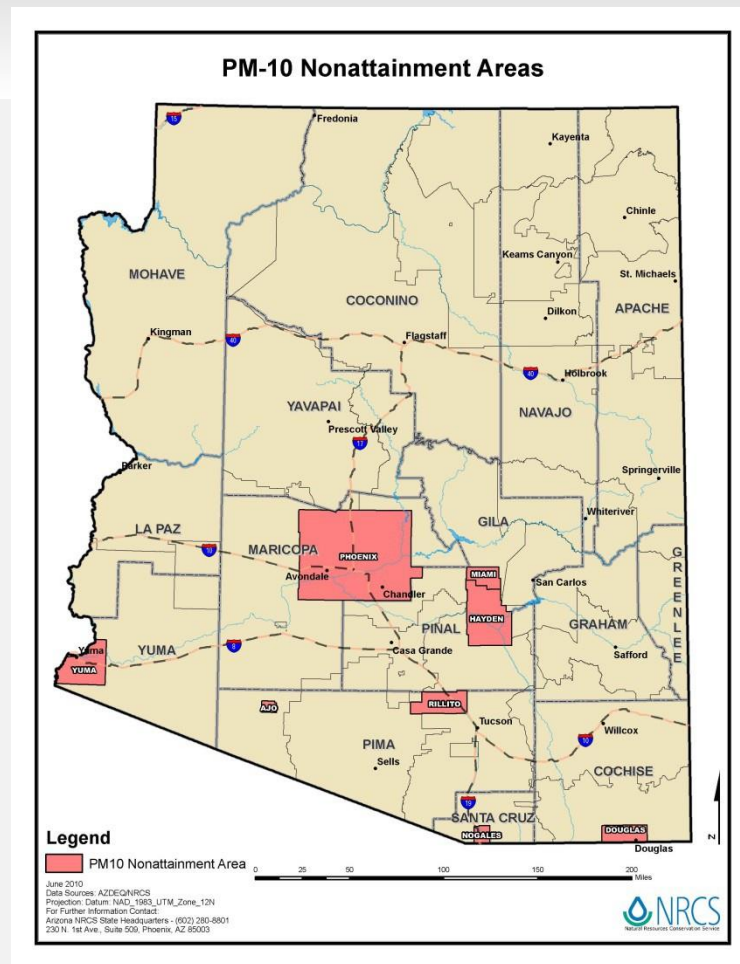 PM-10 Nonattainment Areas
15
Fredonia
Kayenta
Chinle
Keams Canyon
St. Michaels
MOHAVE
COCONINO
Dilkon
APACHE
Kingman
40
Flagstaff
40
Holbrook
YAVAPAI
NAVAJO
Prescott Valley
17
Parker
Springerville
LA PAZ
10
MARICOPA
PHOENIX
GILA
Whiteriver
Avondale
Chandler
MIAMI
San Carlos
GREENLEE
HAYDEN
PINAL
GRAHAM
Yuma
YUMA
YUMA
8
Casa Grande
Safford
AJO
RILLITO
Tucson
Willcox
PIMA
10
Sells
COCHISE
19
SANTA CRUZ
NOGALES
DOUGLAS
Douglas
Z
Legend
PM10 Nonattainment Area
0 25 50 100 150 200
Miles
June 2010
Data Sources: AZDEQ/NRCS
Projection: Datum: NAD_1983_UTM_Zone_12N
For Further Information Contact:
Arizona NRCS State Headquarters - (602) 280-8801
230 N. 1st Ave., Suite 509, Phoenix, AZ 85003
NRCS
Natural Resources Conservation Service